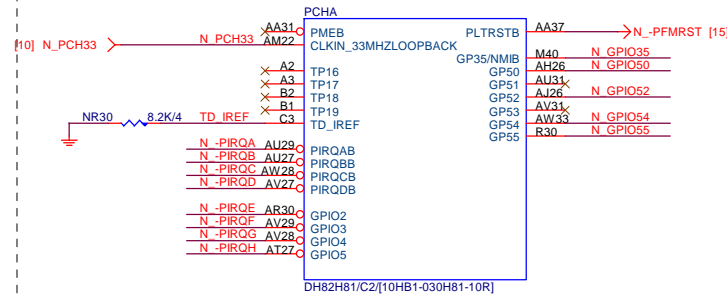 PCHA
AA31 PMEB PLTRSTB AA37 N_-PFMRST [15]
[10] N_PCH33 N_PCH33 AM22 CLKIN_33MHZLOOPBACK
GP35/NMIB M40 N_GPIO35
A2 TP16 GP50 AH26 N_GPIO50
A3 TP17 GP51 AU31
B2 TP18 GP52 AJ26 N_GPIO52
B1 TP19 GP53 AV31
NR30 8.2K/4 TD_IREF C3 TD_IREF GP54 AW33 N_GPIO54
GP55 R30 N_GPIO55
N_-PIRQA AU29 PIRQAB
N_-PIRQB AU27 PIRQBB
N_-PIRQC AW28 PIRQCB
N_-PIRQD AV27 PIRQDB
N_-PIRQE AR30 GPIO2
N_-PIRQF AV29 GPIO3
N_-PIRQG AV28 GPIO4
N_-PIRQH AT27 GPIO5
DH82H81/C2/[10HB1-030H81-10R]